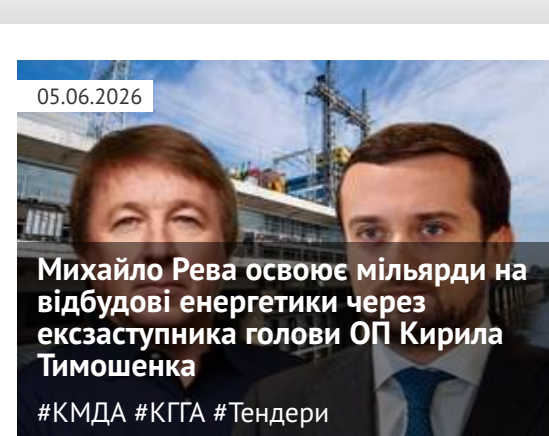 05.06.2026
Михайло Рева освоює мільярди на
відбудові енергетики через
ексзаступника голови ОП Кирила
Тимошенка
#КМДА #КГГА #Тендери